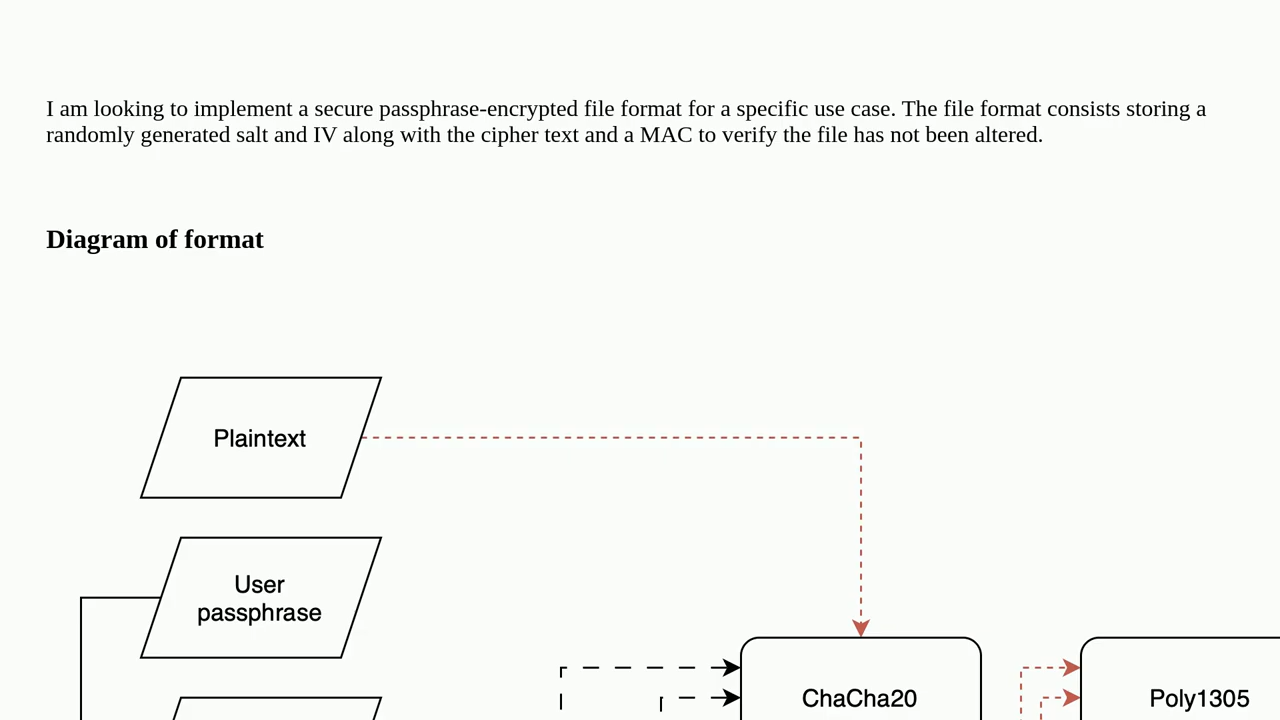 I am looking to implement a secure passphrase-encrypted file format for a specific use case. The file format consists storing a
randomly generated salt and IV along with the cipher text and a MAC to verify the file has not been altered.
Diagram of format
Plaintext
User
passphrase
ChaCha20
Poly1305